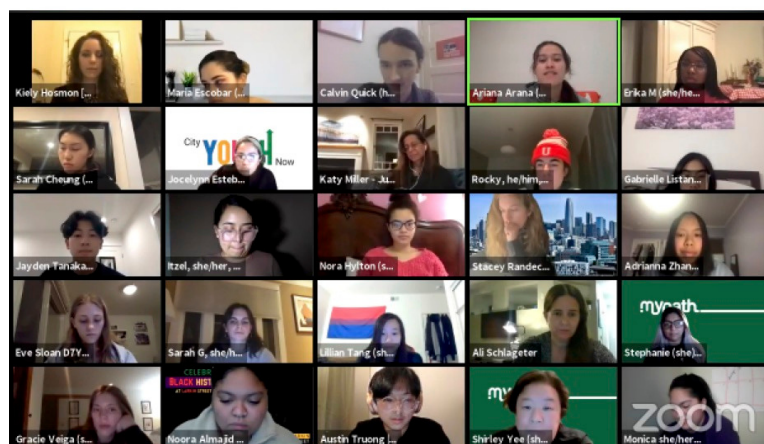 Kiely Hosmon [...
Maria Escobar (...
Calvin Quick (h...
Ariana Arana (...
Erika M (she/he...
Sarah Cheung (...
City YOUTH Now
Jocelynn Esteb...
Katy Miller - Ju...
U
Rocky, he/him,...
Gabrielle Listan...
Jayden Tanaka...
Itzel, she/her, ...
Nora Hylton (s...
Stacey Randec...
Adrianna Zhan...
Eve Sloan D7Y...
Sarah G, she/h...
Lillian Tang (sh...
Ali Schlageter
mypath
Stephanie (she)...
Gracie Veiga (s...
CELEBR
BLACK HIST
Noora Almajid ...
Austin Truong [...
my
Shirley Yee (sh...
Monica she/her...
zoom